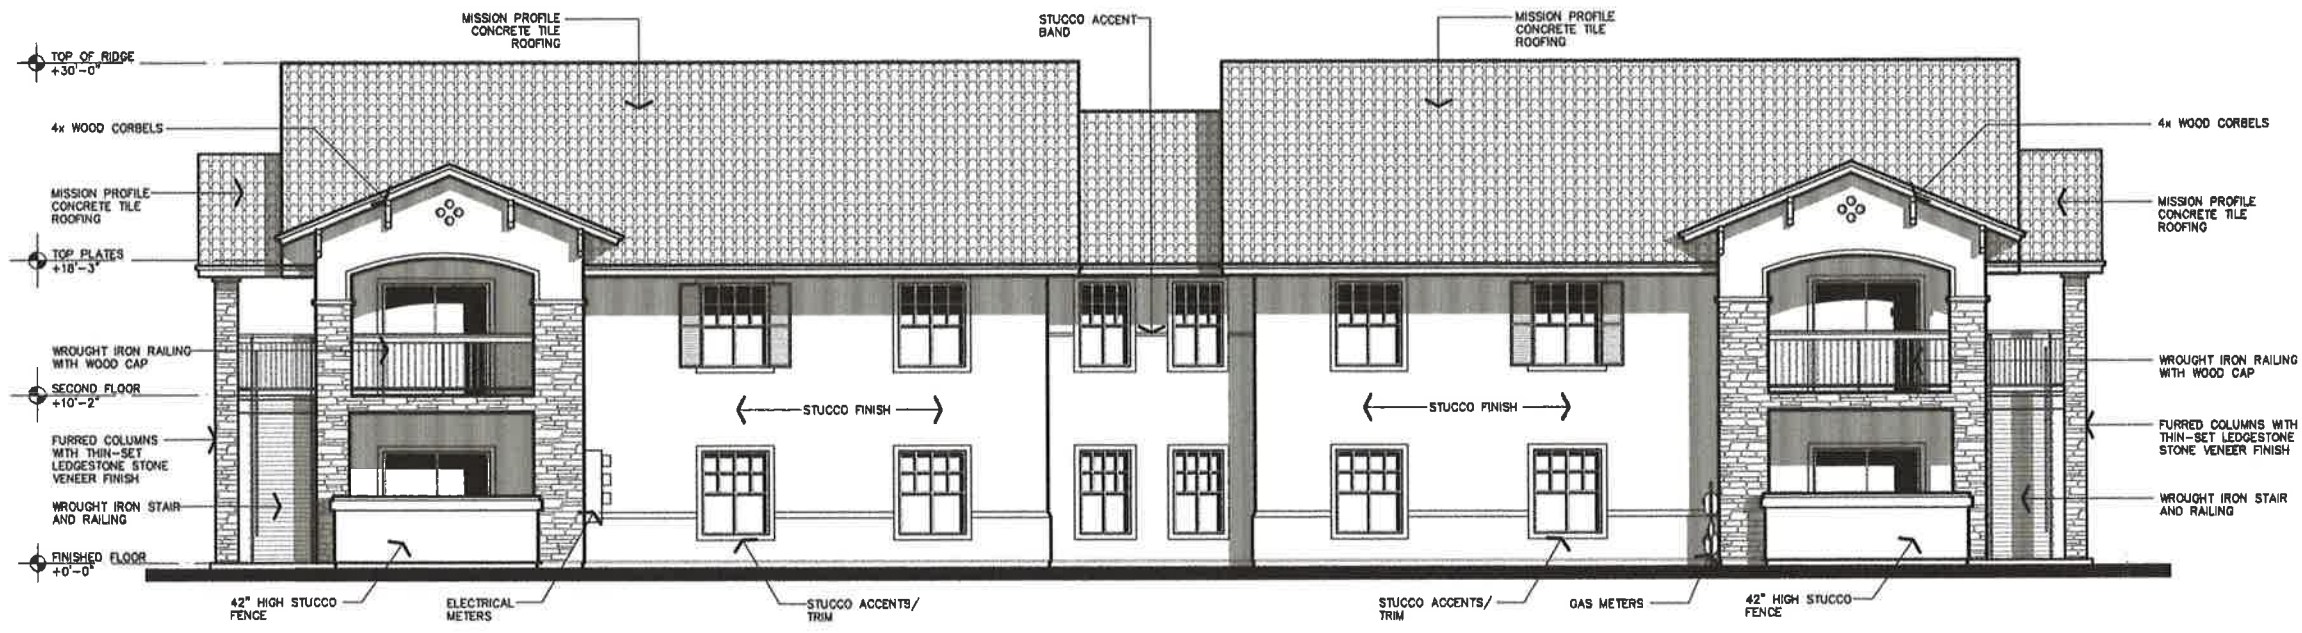 MISSION PROFILE
CONCRETE TILE
ROOFING
STUCCO ACCENT
BAND
MISSION PROFILE
CONCRETE TILE
ROOFING
TOP OF RIDGE
+30'-0"
4x WOOD CORBELS
4x WOOD CORBELS
MISSION PROFILE
CONCRETE TILE
ROOFING
MISSION PROFILE
CONCRETE TILE
ROOFING
TOP PLATES
+18'-3"
WROUGHT IRON RAILING
WITH WOOD CAP
WROUGHT IRON RAILING
WITH WOOD CAP
SECOND FLOOR
+10'-2"
STUCCO FINISH
STUCCO FINISH
FURRED COLUMNS
WITH THIN-SET
LEDGESTONE STONE
VENEER FINISH
FURRED COLUMNS WITH
THIN-SET LEDGESTONE
STONE VENEER FINISH
WROUGHT IRON STAIR
AND RAILING
WROUGHT IRON STAIR
AND RAILING
FINISHED FLOOR
+0'-0"
42" HIGH STUCCO
FENCE
ELECTRICAL
METERS
STUCCO ACCENTS/
TRIM
STUCCO ACCENTS/
TRIM
GAS METERS
42" HIGH STUCCO
FENCE